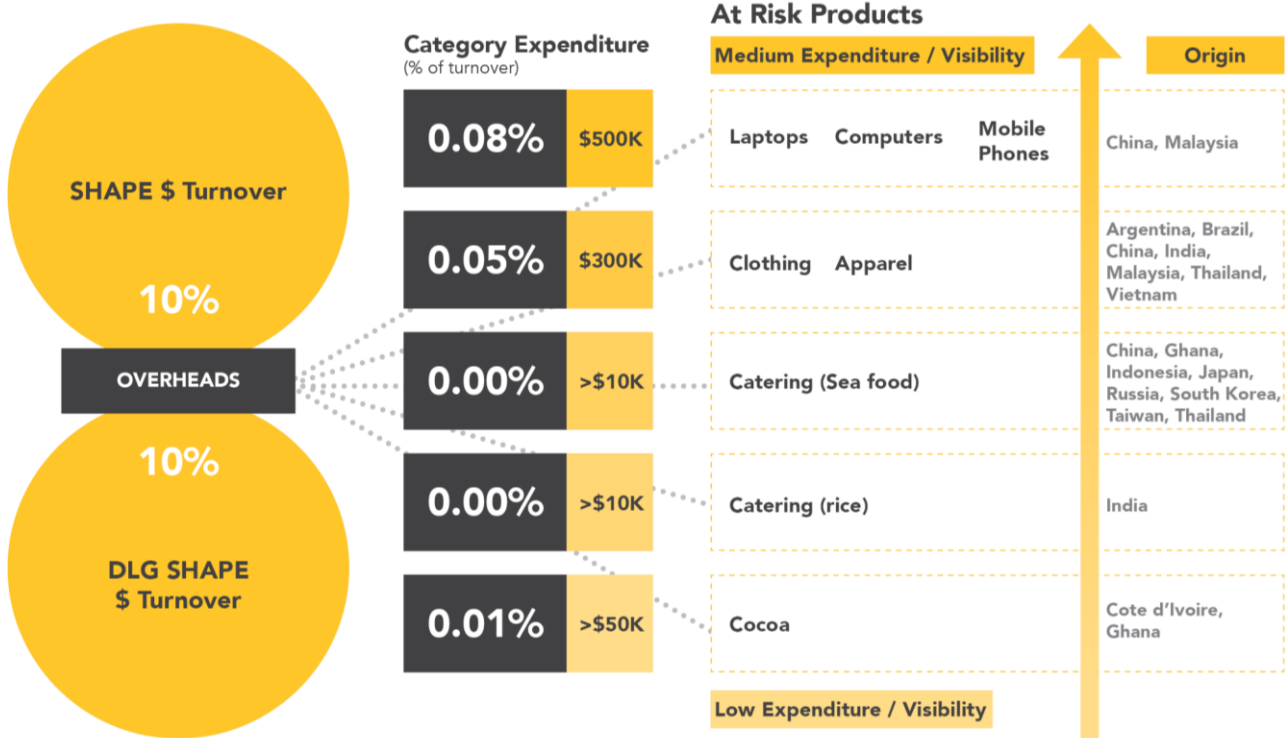 SHAPE $ Turnover
10%
OVERHEADS
10%
DLG SHAPE
$ Turnover
Category Expenditure
(% of turnover)
0.08%
$500K
0.05%
$300K
0.00%
>$10K
0.00%
>$10K
0.01%
>$50K
At Risk Products
Medium Expenditure / Visibility
Origin
Laptops
Computers
Mobile
Phones
China, Malaysia
Clothing
Apparel
Argentina, Brazil,
China, India,
Malaysia, Thailand,
Vietnam
Catering (Sea food)
China, Ghana,
Indonesia, Japan,
Russia, South Korea,
Taiwan, Thailand
Catering (rice)
India
Cocoa
Cote d’Ivoire,
Ghana
Low Expenditure / Visibility